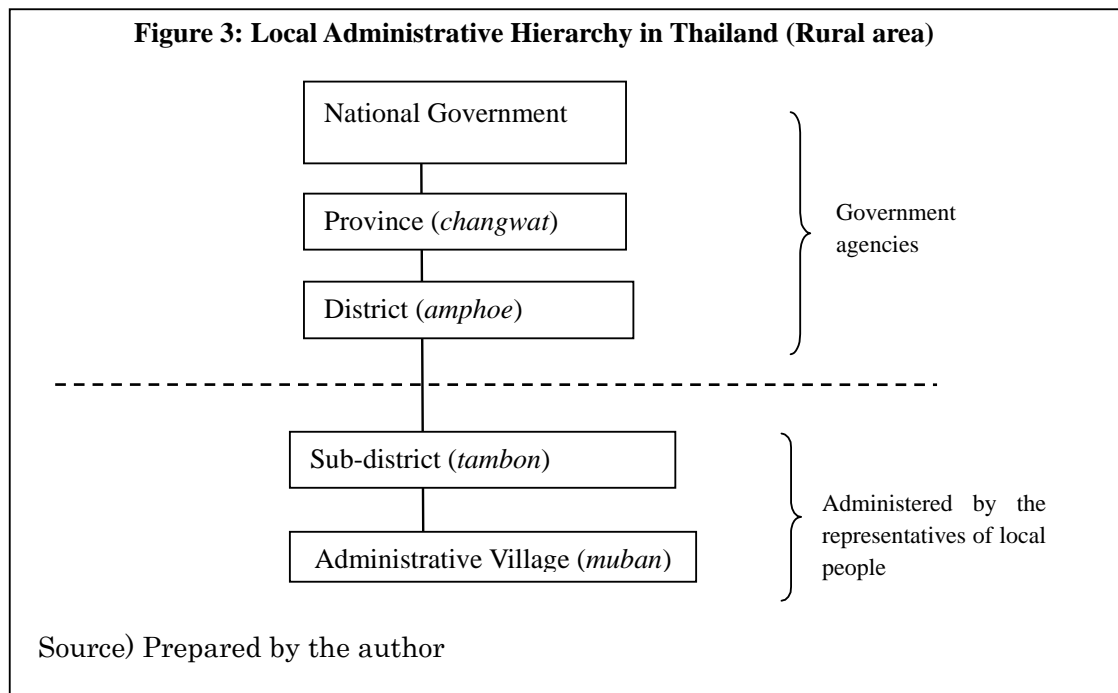 Figure 3: Local Administrative Hierarchy in Thailand (Rural area)
National Government
Province (changwat)
District (amphoe)
Government
agencies
Sub-district (tambon)
Administrative Village (muban)
Administered by the
representatives of local
people
Source) Prepared by the author